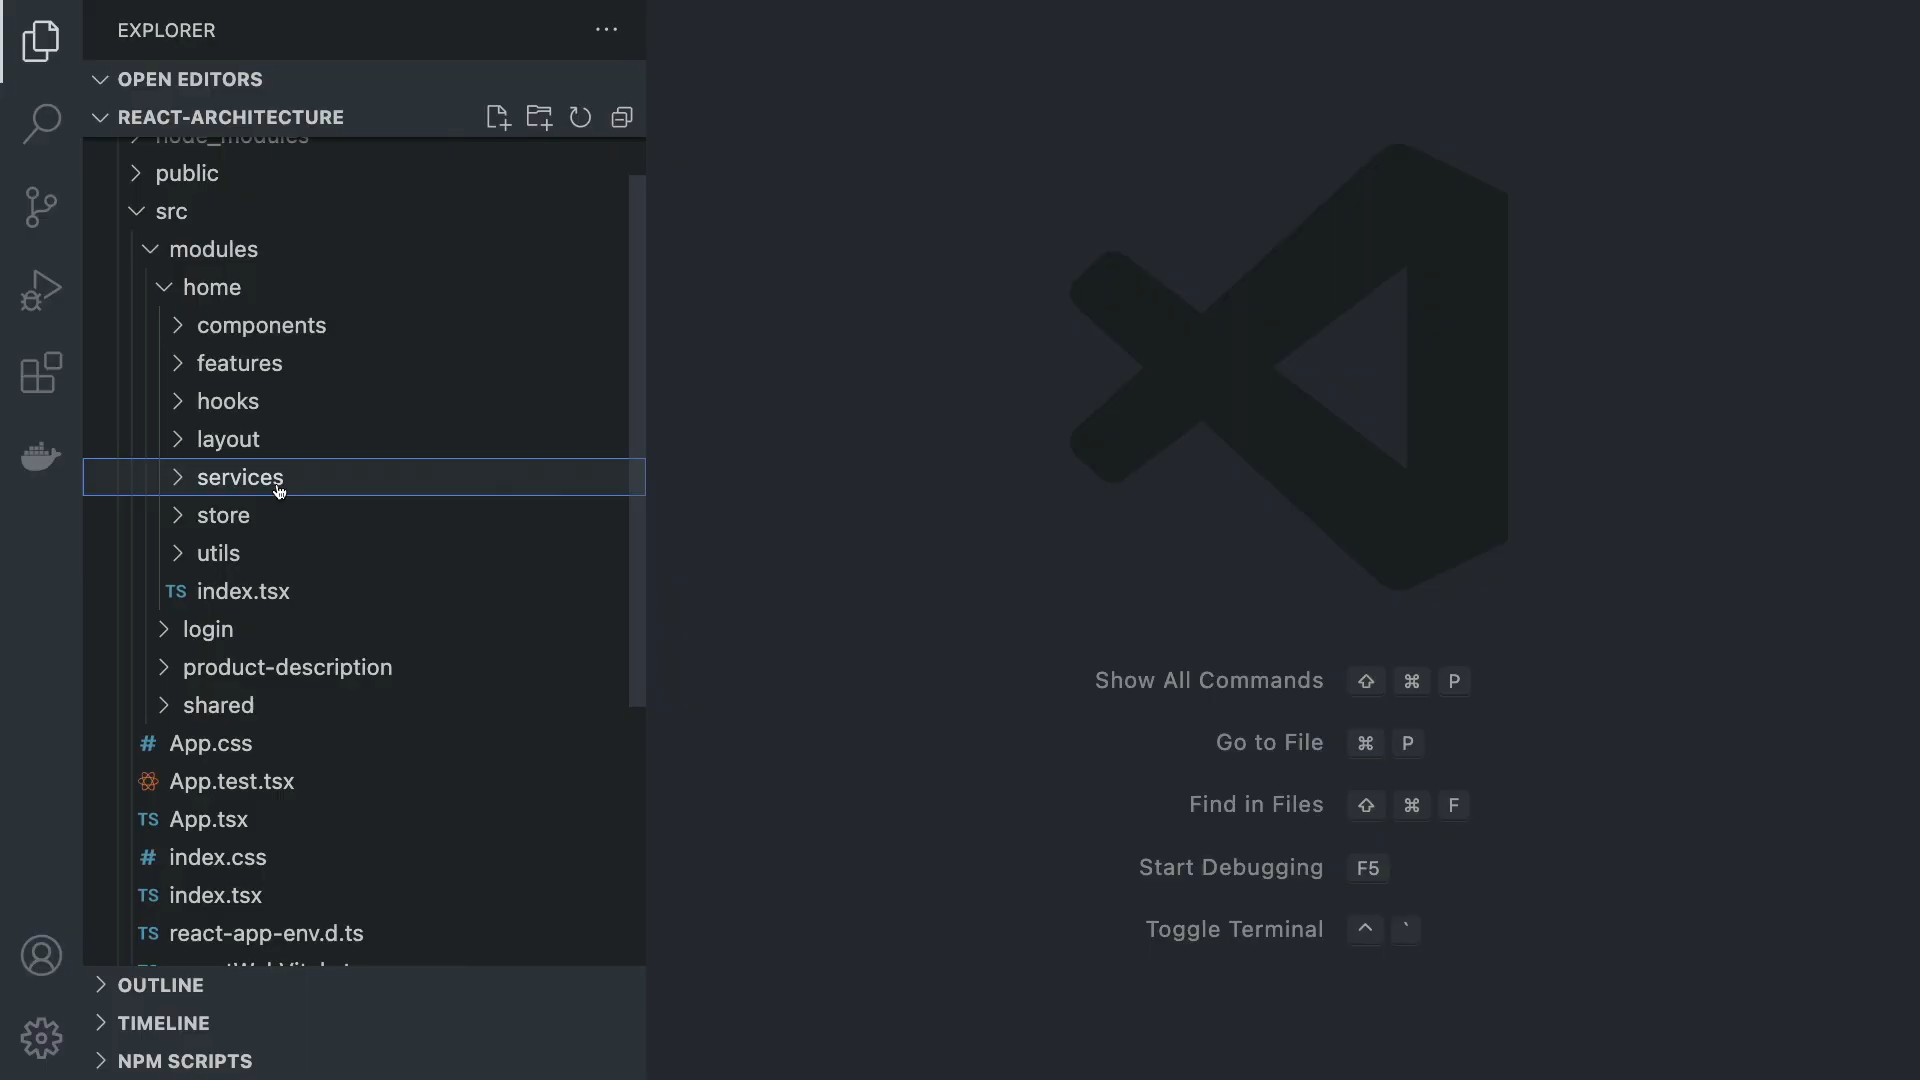 EXPLORER
OPEN EDITORS
REACT-ARCHITECTURE
node_modules
public
src
modules
home
components
features
hooks
layout
services
store
utils
TS index.tsx
login
product-description
shared
# App.css
App.test.tsx
TS App.tsx
# index.css
TS index.tsx
TS react-app-env.d.ts
OUTLINE
TIMELINE
NPM SCRIPTS
Show All Commands ⇧ ⌘ P
Go to File ⌘ P
Find in Files ⇧ ⌘ F
Start Debugging F5
Toggle Terminal ^ `